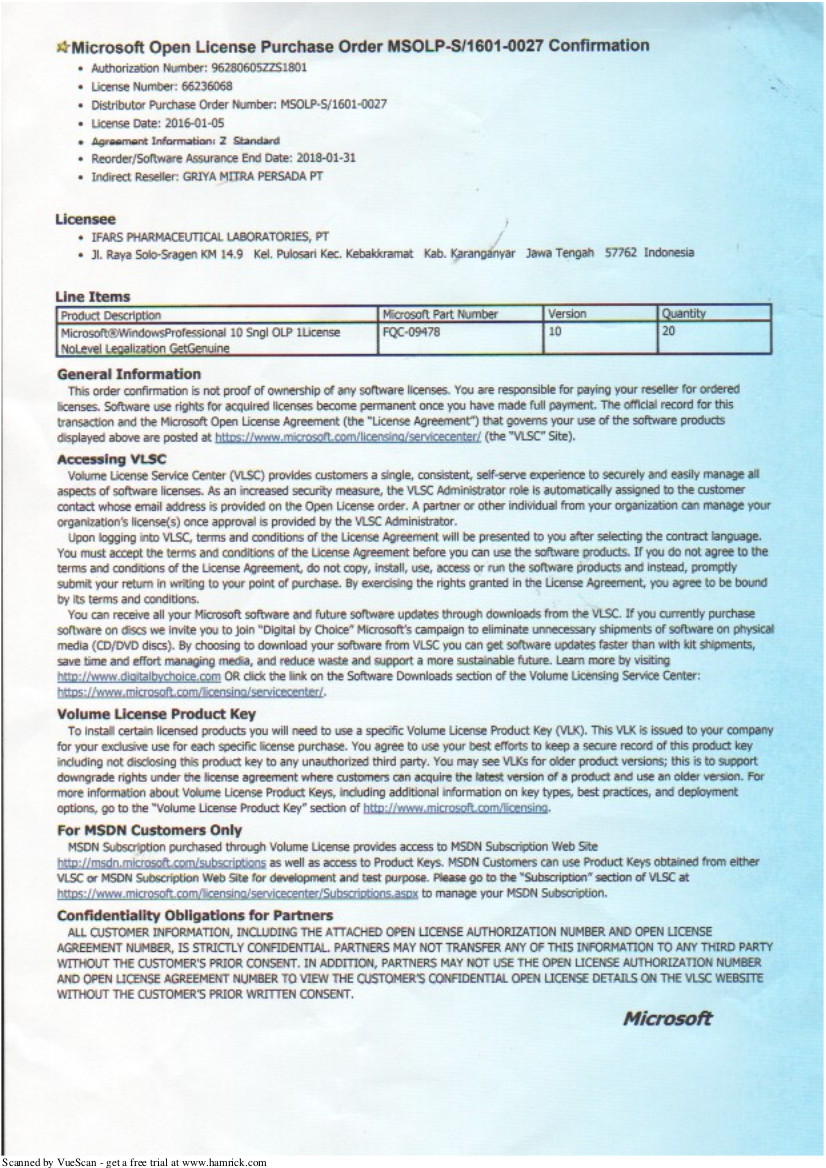 Microsoft Open License Purchase Order MSOLP-S/1601-0027 Confirmation
• Authorization Number: 96280605ZZS1801
• License Number: 66236068
• Distributor Purchase Order Number: MSOLP-S/1601-0027
• License Date: 2016-01-05
• Agreement Information: Z Standard
• Reorder/Software Assurance End Date: 2018-01-31
• Indirect Reseller: GRIYA MITRA PERSADA PT
Licensee
• IFARS PHARMACEUTICAL LABORATORIES, PT
• Jl. Raya Solo-Sragen KM 14.9 Kel. Pulosari Kec. Kebakkramat Kab. Karanganyar Jawa Tengah 57762 Indonesia
Line Items
Product Description Microsoft Part Number Version Quantity
Microsoft®WindowsProfessional 10 Sngl OLP 1License FQC-09478 10 20
NoLevel Legalization GetGenuine
General Information
This order confirmation is not proof of ownership of any software licenses. You are responsible for paying your reseller for ordered
licenses. Software use rights for acquired licenses become permanent once you have made full payment. The official record for this
transaction and the Microsoft Open License Agreement (the "License Agreement") that governs your use of the software products
displayed above are posted at https://www.microsoft.com/licensing/servicecenter/ (the "VLSC" Site).
Accessing VLSC
Volume License Service Center (VLSC) provides customers a single, consistent, self-serve experience to securely and easily manage all
aspects of software licenses. As an increased security measure, the VLSC Administrator role is automatically assigned to the customer
contact whose email address is provided on the Open License order. A partner or other individual from your organization can manage your
organization's license(s) once approval is provided by the VLSC Administrator.
Upon logging into VLSC, terms and conditions of the License Agreement will be presented to you after selecting the contract language.
You must accept the terms and conditions of the License Agreement before you can use the software products. If you do not agree to the
terms and conditions of the License Agreement, do not copy, install, use, access or run the software products and instead, promptly
submit your return in writing to your point of purchase. By exercising the rights granted in the License Agreement, you agree to be bound
by its terms and conditions.
You can receive all your Microsoft software and future software updates through downloads from the VLSC. If you currently purchase
software on discs we invite you to join "Digital by Choice" Microsoft's campaign to eliminate unnecessary shipments of software on physical
media (CD/DVD discs). By choosing to download your software from VLSC you can get software updates faster than with kit shipments,
save time and effort managing media, and reduce waste and support a more sustainable future. Learn more by visiting
http://www.digitalbychoice.com OR click the link on the Software Downloads section of the Volume Licensing Service Center:
https://www.microsoft.com/licensing/servicecenter/.
Volume License Product Key
To install certain licensed products you will need to use a specific Volume License Product Key (VLK). This VLK is issued to your company
for your exclusive use for each specific license purchase. You agree to use your best efforts to keep a secure record of this product key
including not disclosing this product key to any unauthorized third party. You may see VLKs for older product versions; this is to support
downgrade rights under the license agreement where customers can acquire the latest version of a product and use an older version. For
more information about Volume License Product Keys, including additional information on key types, best practices, and deployment
options, go to the "Volume License Product Key" section of http://www.microsoft.com/licensing.
For MSDN Customers Only
MSDN Subscription purchased through Volume License provides access to MSDN Subscription Web Site
http://msdn.microsoft.com/subscriptions as well as access to Product Keys. MSDN Customers can use Product Keys obtained from either
VLSC or MSDN Subscription Web Site for development and test purpose. Please go to the "Subscription" section of VLSC at
https://www.microsoft.com/licensing/servicecenter/Subscriptions.aspx to manage your MSDN Subscription.
Confidentiality Obligations for Partners
ALL CUSTOMER INFORMATION, INCLUDING THE ATTACHED OPEN LICENSE AUTHORIZATION NUMBER AND OPEN LICENSE
AGREEMENT NUMBER, IS STRICTLY CONFIDENTIAL. PARTNERS MAY NOT TRANSFER ANY OF THIS INFORMATION TO ANY THIRD PARTY
WITHOUT THE CUSTOMER'S PRIOR CONSENT. IN ADDITION, PARTNERS MAY NOT USE THE OPEN LICENSE AUTHORIZATION NUMBER
AND OPEN LICENSE AGREEMENT NUMBER TO VIEW THE CUSTOMER'S CONFIDENTIAL OPEN LICENSE DETAILS ON THE VLSC WEBSITE
WITHOUT THE CUSTOMER'S PRIOR WRITTEN CONSENT.
Microsoft
Scanned by VueScan - get a free trial at www.hamrick.com